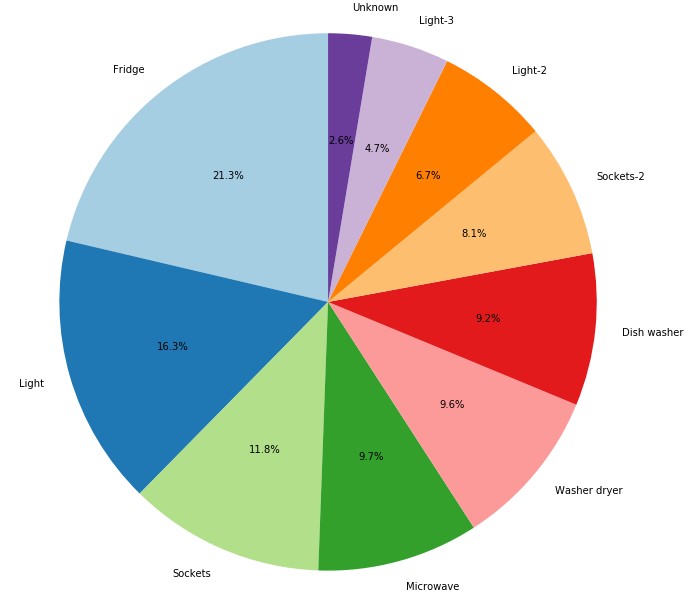 Unknown
Light-3
Light-2
Fridge
2.6%
4.7%
6.7%
21.3%
Sockets-2
8.1%
9.2%
Dish washer
16.3%
Light
9.6%
11.8%
9.7%
Washer dryer
Sockets
Microwave